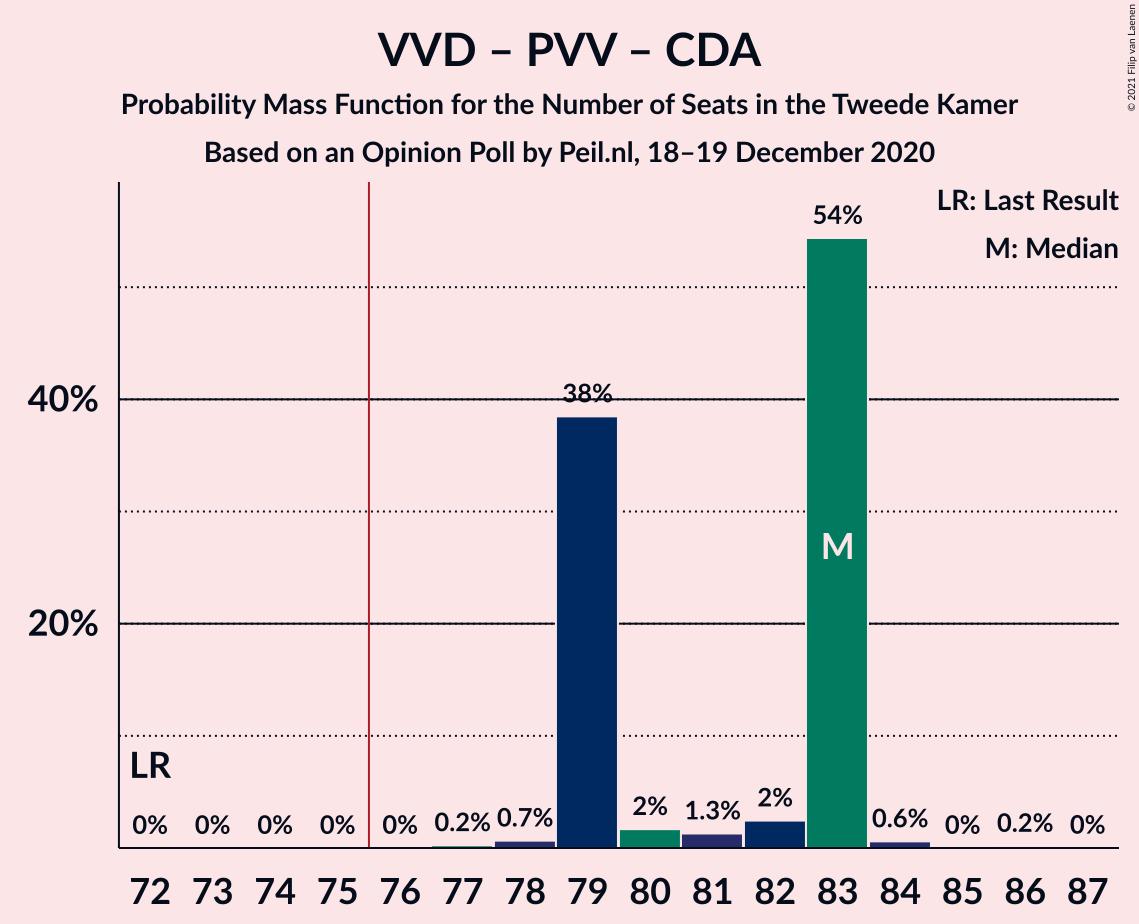 VVD – PVV – CDA
Probability Mass Function for the Number of Seats in the Tweede Kamer
Based on an Opinion Poll by Peil.nl, 18–19 December 2020
© 2021 Filip van Laenen
LR: Last Result
M: Median
54%
40%
38%
M
20%
LR
0% 0% 0% 0% 0% 0.2% 0.7% 2% 1.3% 2% 0.6% 0% 0.2% 0%
72 73 74 75 76 77 78 79 80 81 82 83 84 85 86 87